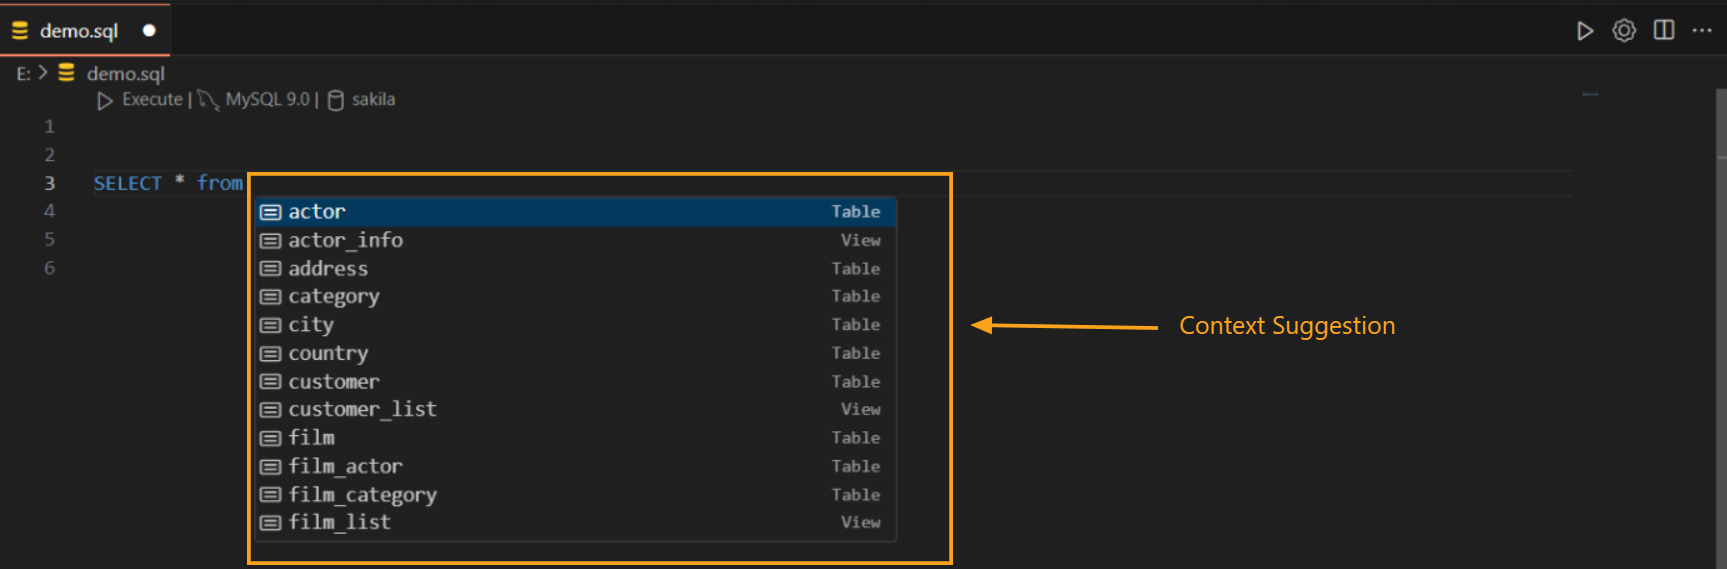 demo.sql
E: > demo.sql
Execute | MySQL 9.0 | sakila
1
2
3 SELECT * from
4
5
6
actor Table
actor_info View
address Table
category Table
city Table
country Table
customer Table
customer_list View
film Table
film_actor Table
film_category Table
film_list View
Context Suggestion